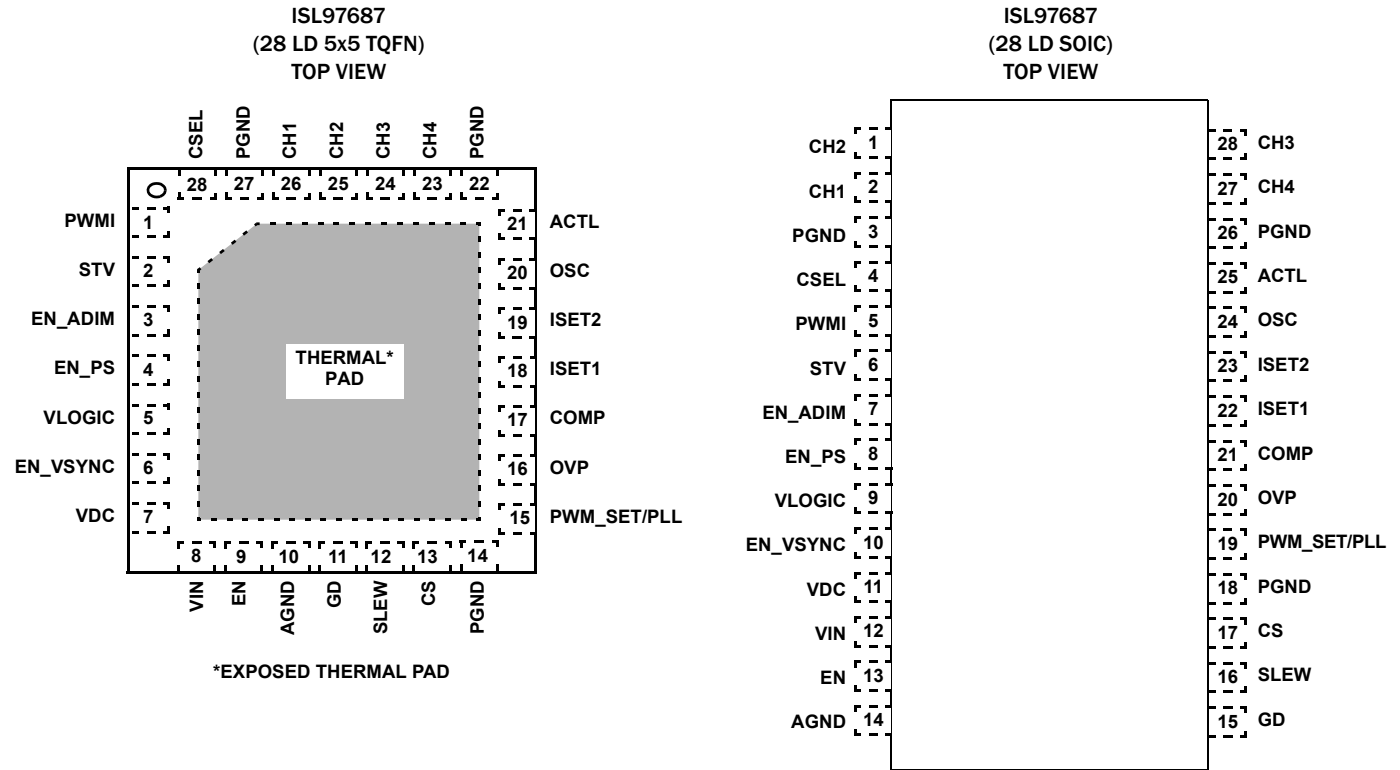 ISL97687
(28 LD 5x5 TQFN)
TOP VIEW
CSEL
PGND
CH1
CH2
CH3
CH4
PGND
28
27
26
25
24
23
22
PWMI 1
STV 2
EN_ADIM 3
EN_PS 4
VLOGIC 5
EN_VSYNC 6
VDC 7
THERMAL*
PAD
21 ACTL
20 OSC
19 ISET2
18 ISET1
17 COMP
16 OVP
15 PWM_SET/PLL
8
9
10
11
12
13
14
VIN
EN
AGND
GD
SLEW
CS
PGND
*EXPOSED THERMAL PAD
ISL97687
(28 LD SOIC)
TOP VIEW
CH2 1
CH1 2
PGND 3
CSEL 4
PWMI 5
STV 6
EN_ADIM 7
EN_PS 8
VLOGIC 9
EN_VSYNC 10
VDC 11
VIN 12
EN 13
AGND 14
28 CH3
27 CH4
26 PGND
25 ACTL
24 OSC
23 ISET2
22 ISET1
21 COMP
20 OVP
19 PWM_SET/PLL
18 PGND
17 CS
16 SLEW
15 GD